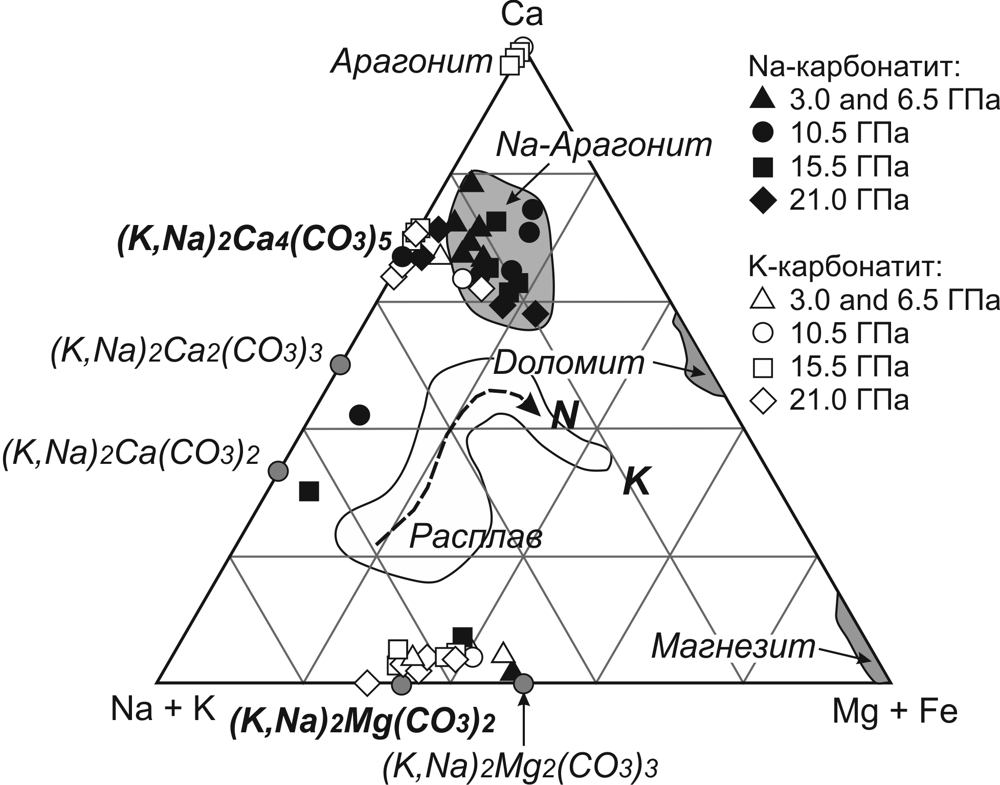 Ca
Арагонит
Na-карбонатит:
3.0 and 6.5 ГПа
10.5 ГПа
15.5 ГПа
21.0 ГПа
Na-Арагонит
(K,Na)2Ca4(CO3)5
K-карбонатит:
3.0 and 6.5 ГПа
10.5 ГПа
15.5 ГПа
21.0 ГПа
(K,Na)2Ca2(CO3)3
Доломит
N
(K,Na)2Ca(CO3)2
K
Расплав
Магнезит
Na + K
(K,Na)2Mg(CO3)2
Mg + Fe
(K,Na)2Mg2(CO3)3